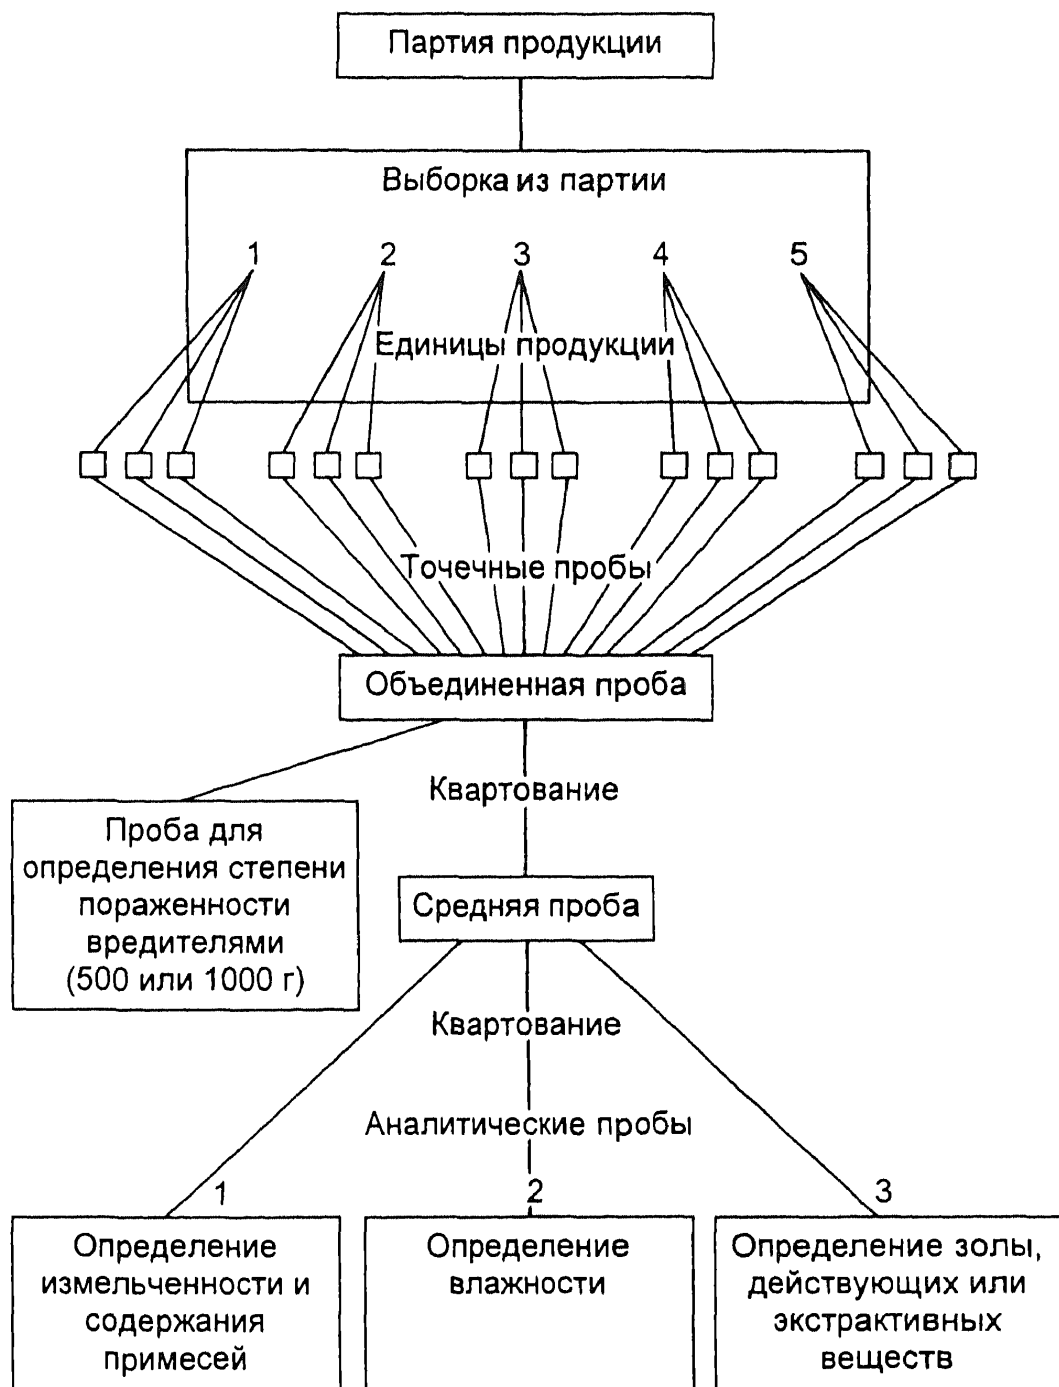 Партия продукции
Выборка из партии
1 2 3 4 5
Единицы продукции
Точечные пробы
Объединенная проба
Квартование
Проба для
определения степени
пораженности
вредителями
(500 или 1000 г)
Средняя проба
Квартование
Аналитические пробы
1 2 3
Определение
измельченности и
содержания
примесей
Определение
влажности
Определение золы,
действующих или
экстрактивных
веществ